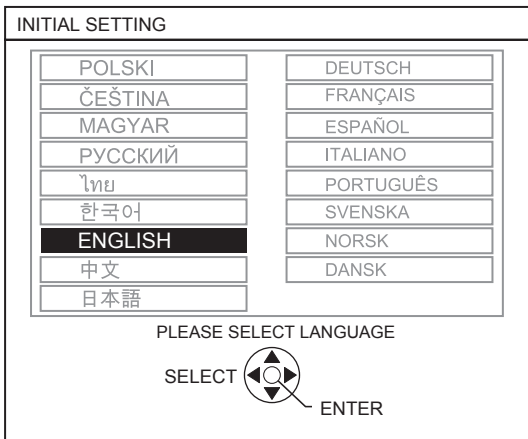 INITIAL SETTING
POLSKI
ČEŠTINA
MAGYAR
РУССКИЙ
ไทย
한국어
ENGLISH
中文
日本語
DEUTSCH
FRANÇAIS
ESPAÑOL
ITALIANO
PORTUGUÊS
SVENSKA
NORSK
DANSK
PLEASE SELECT LANGUAGE
SELECT
ENTER